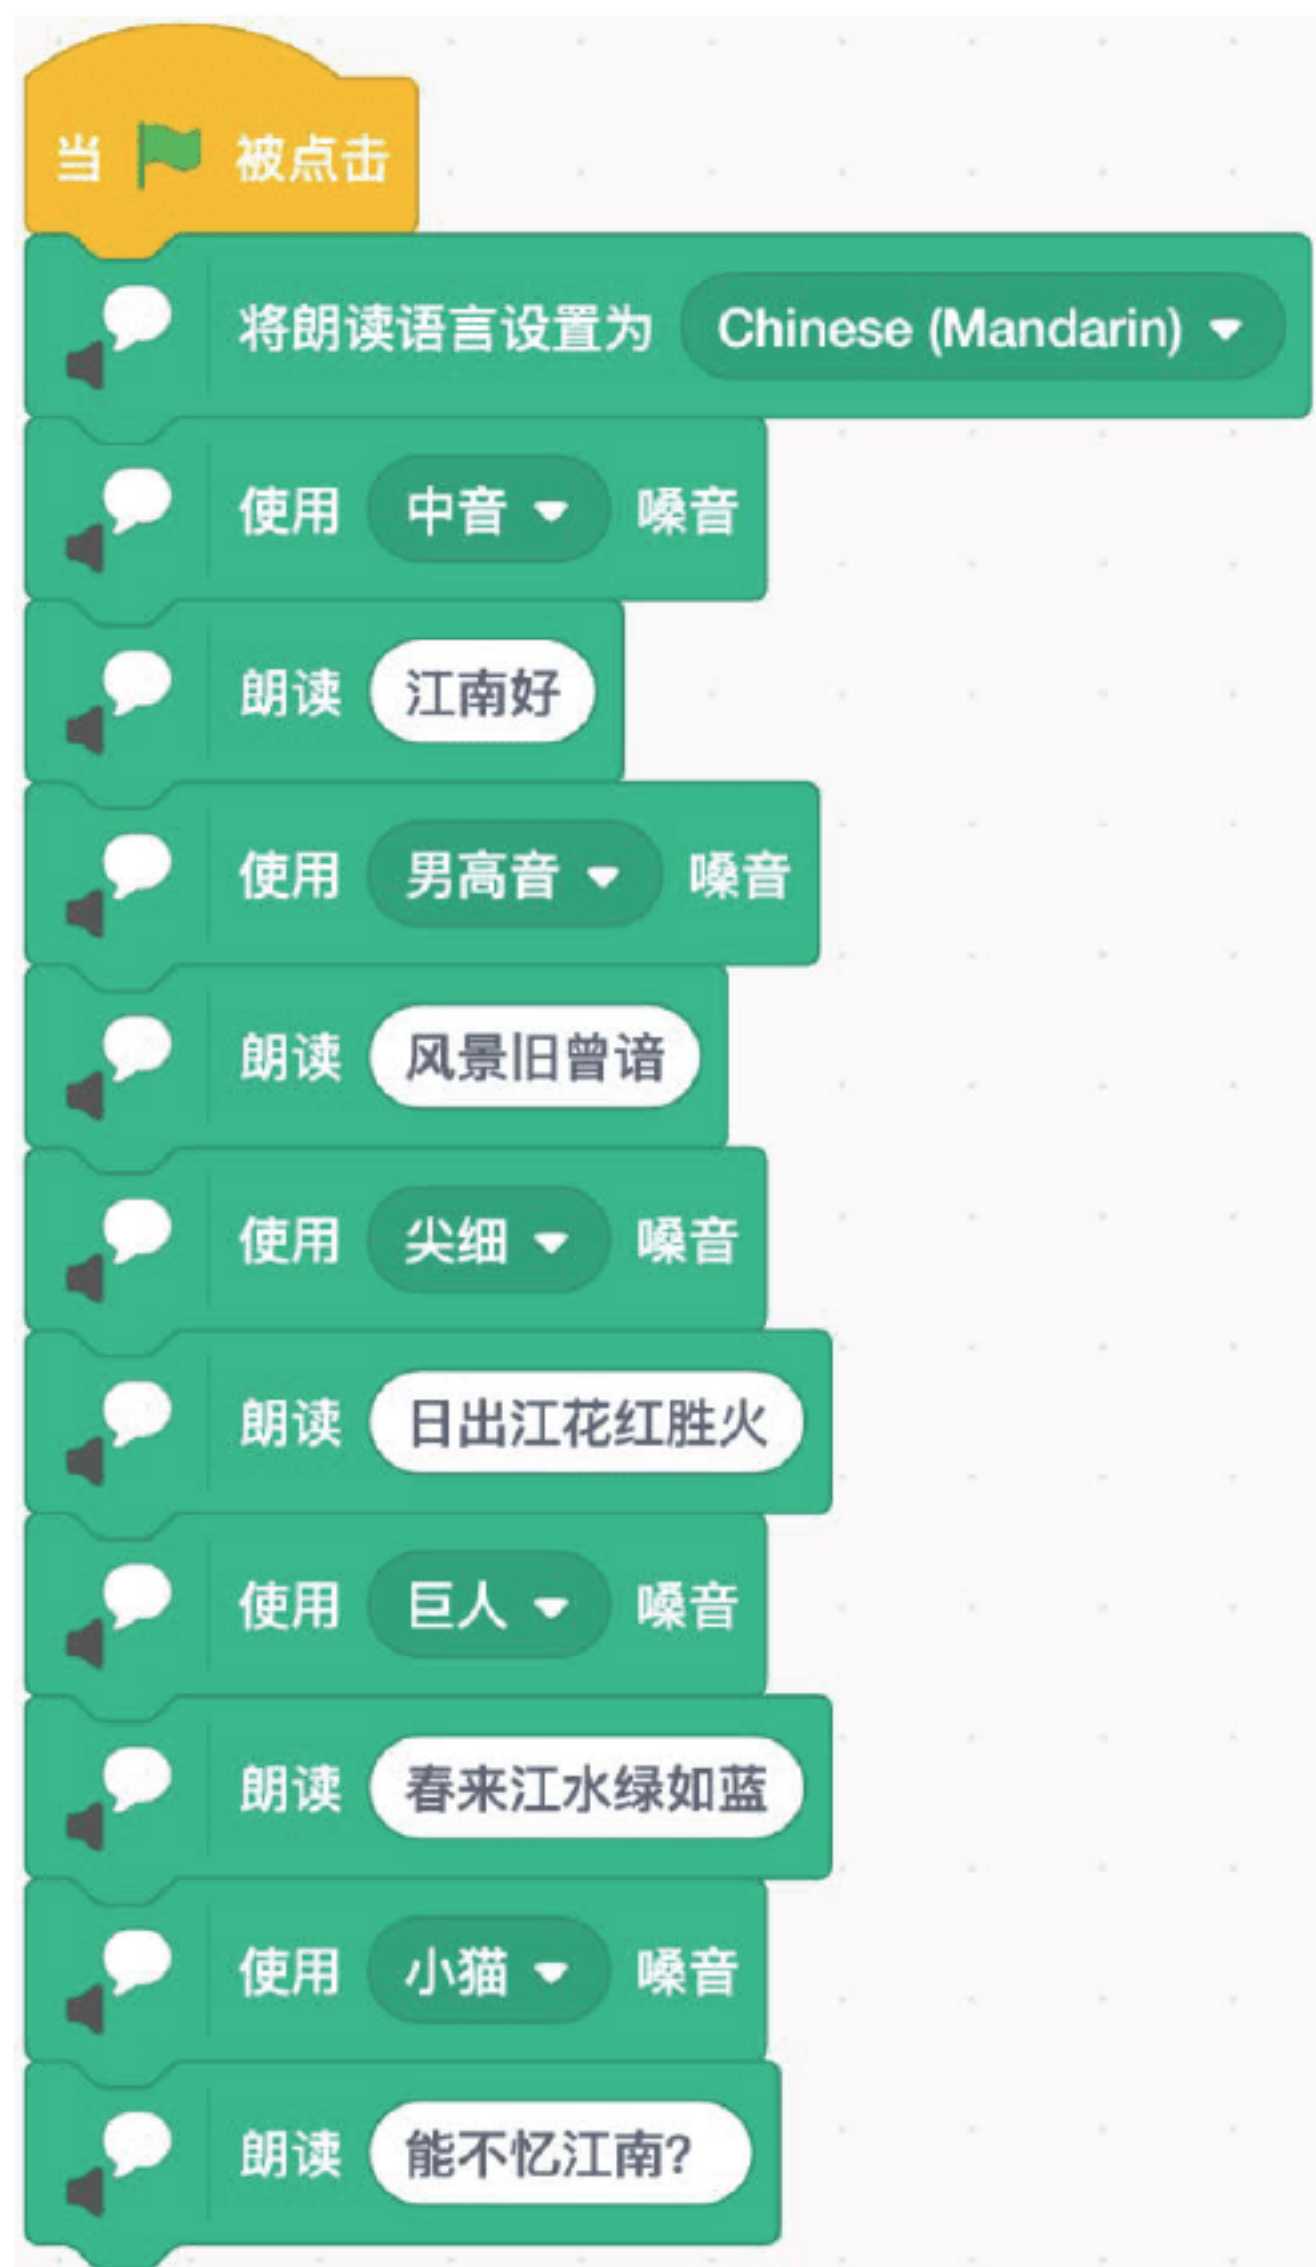 当 被点击
将朗读语言设置为 Chinese (Mandarin)
使用 中音 嗓音
朗读 江南好
使用 男高音 嗓音
朗读 风景旧曾谙
使用 尖细 嗓音
朗读 日出江花红胜火
使用 巨人 嗓音
朗读 春来江水绿如蓝
使用 小猫 嗓音
朗读 能不忆江南?